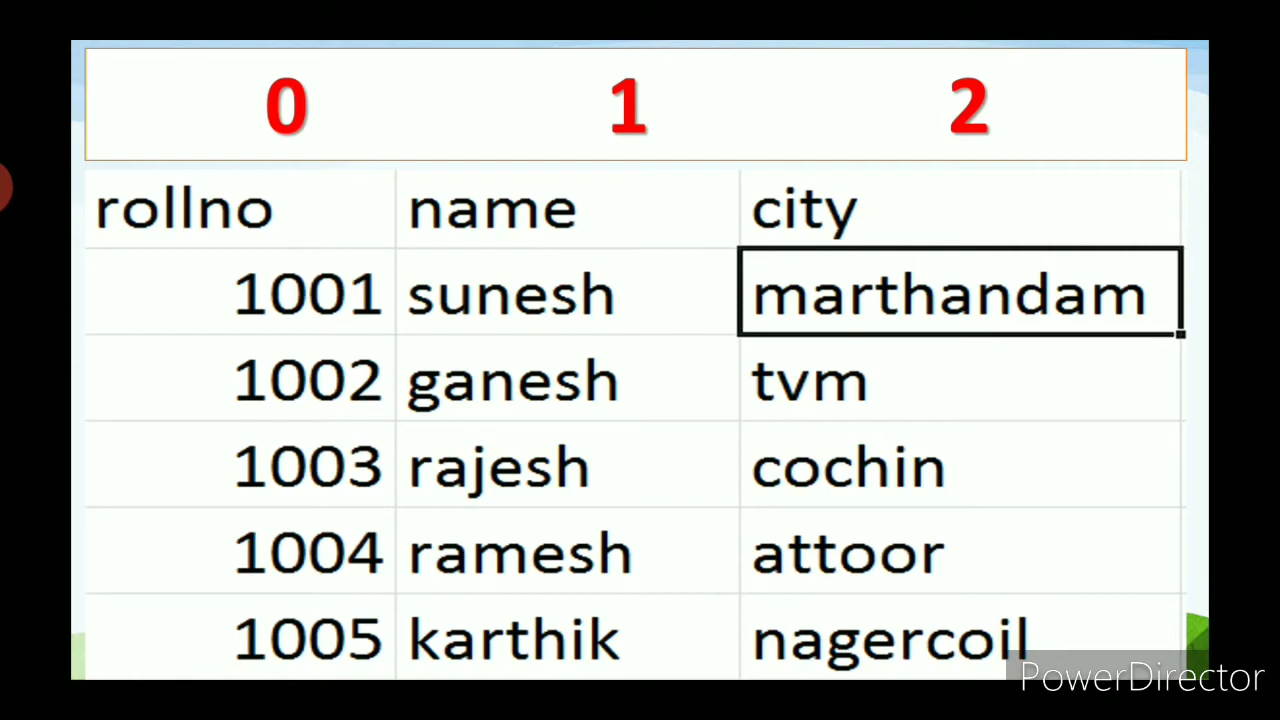 0 1 2
rollno name city
1001 sunesh marthandam
1002 ganesh tvm
1003 rajesh cochin
1004 ramesh attoor
1005 karthik nagercoil
PowerDirector